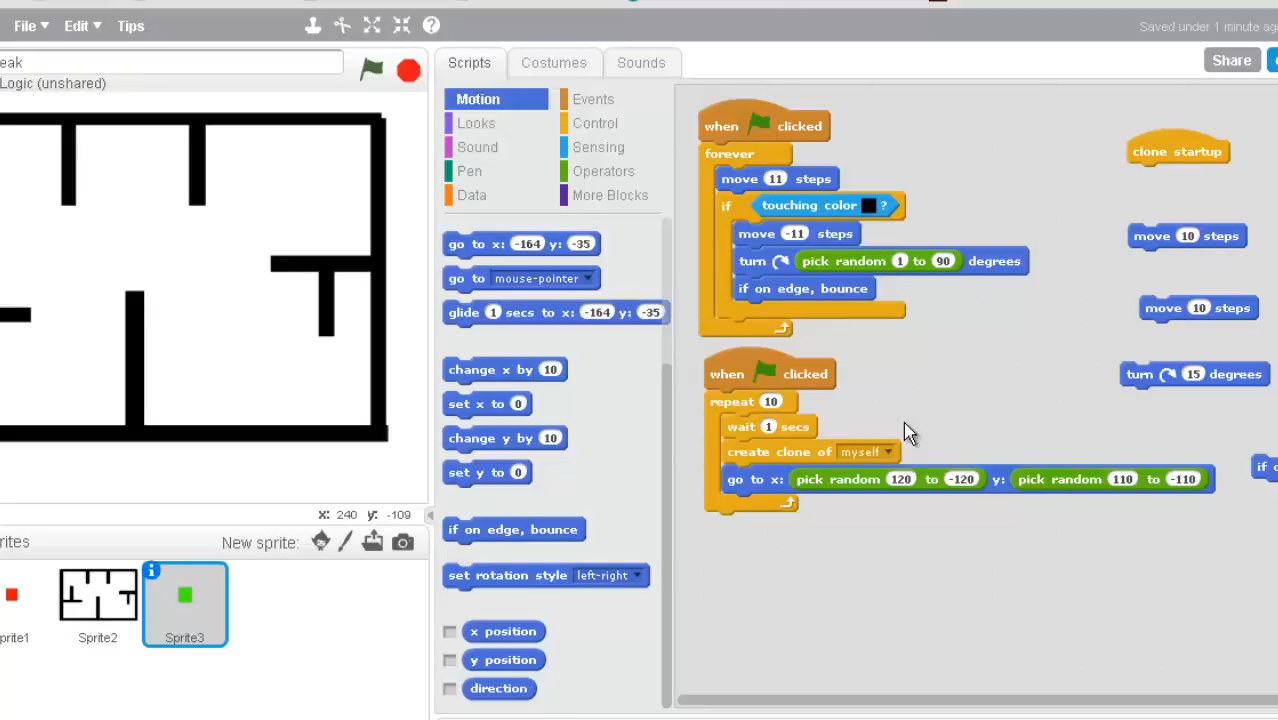 File ▼ Edit ▼ Tips
Saved under 1 minute ag
eak
Logic (unshared)
Scripts Costumes Sounds
Share
Motion
Looks
Sound
Pen
Data
Events
Control
Sensing
Operators
More Blocks
go to x: -164 y: -35
go to mouse-pointer
glide 1 secs to x: -164 y: -35
change x by 10
set x to 0
change y by 10
set y to 0
if on edge, bounce
set rotation style left-right
x position
y position
direction
when clicked
forever
move 11 steps
if touching color ?
move -11 steps
turn pick random 1 to 90 degrees
if on edge, bounce
when clicked
repeat 10
wait 1 secs
create clone of myself
go to x: pick random 120 to -120 y: pick random 110 to -110
clone startup
move 10 steps
move 10 steps
turn 15 degrees
if
x: 240 y: -109
rites New sprite:
prite1 Sprite2 Sprite3